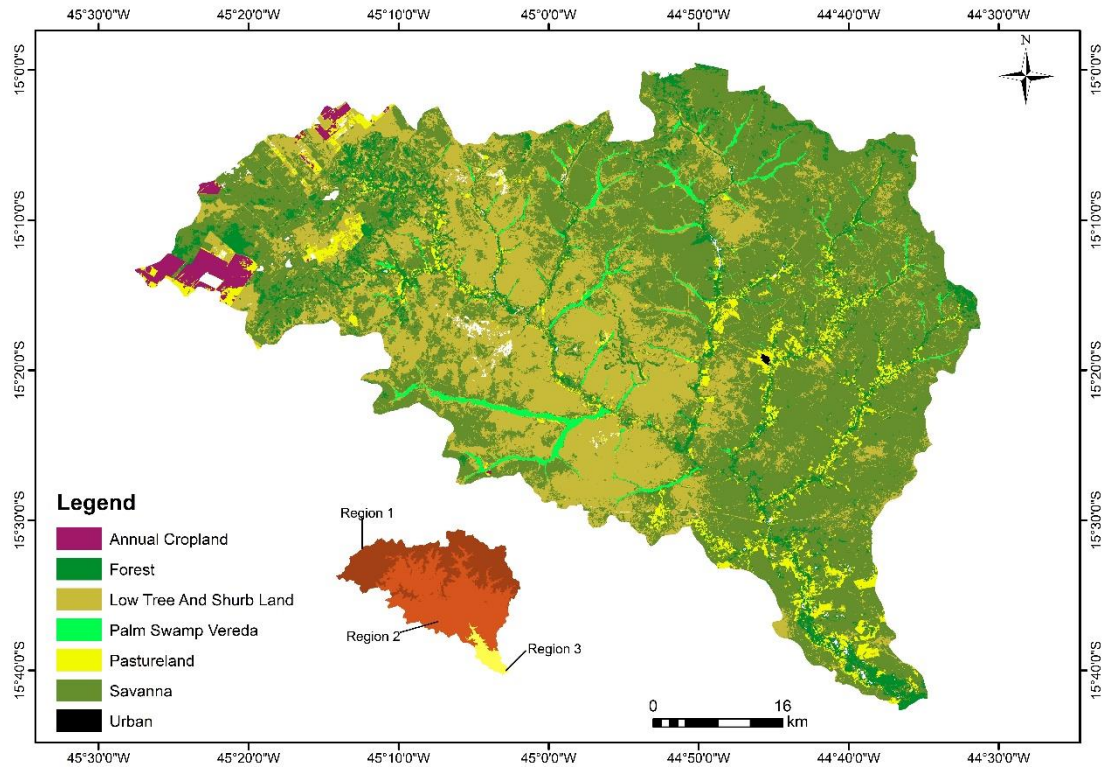 45°30'0"W 45°20'0"W 45°10'0"W 45°0'0"W 44°50'0"W 44°40'0"W 44°30'0"W
N
15°0'0"S 15°0'0"S
15°10'0"S 15°10'0"S
15°20'0"S 15°20'0"S
15°30'0"S 15°30'0"S
15°40'0"S 15°40'0"S
Legend
Annual Cropland
Forest
Low Tree And Shurb Land
Palm Swamp Vereda
Pastureland
Savanna
Urban
Region 1
Region 2
Region 3
0 16
km
45°30'0"W 45°20'0"W 45°10'0"W 45°0'0"W 44°50'0"W 44°40'0"W 44°30'0"W